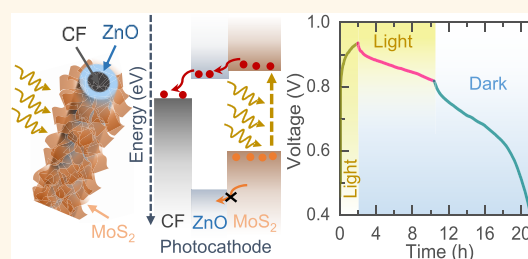 CF
ZnO
MoS₂
Energy (eV)
CF
ZnO
MoS₂
Photocathode
Voltage (V)
1.0
0.8
0.6
0.4
Light
Light
Dark
0
4
8
12
16
20
Time (h)